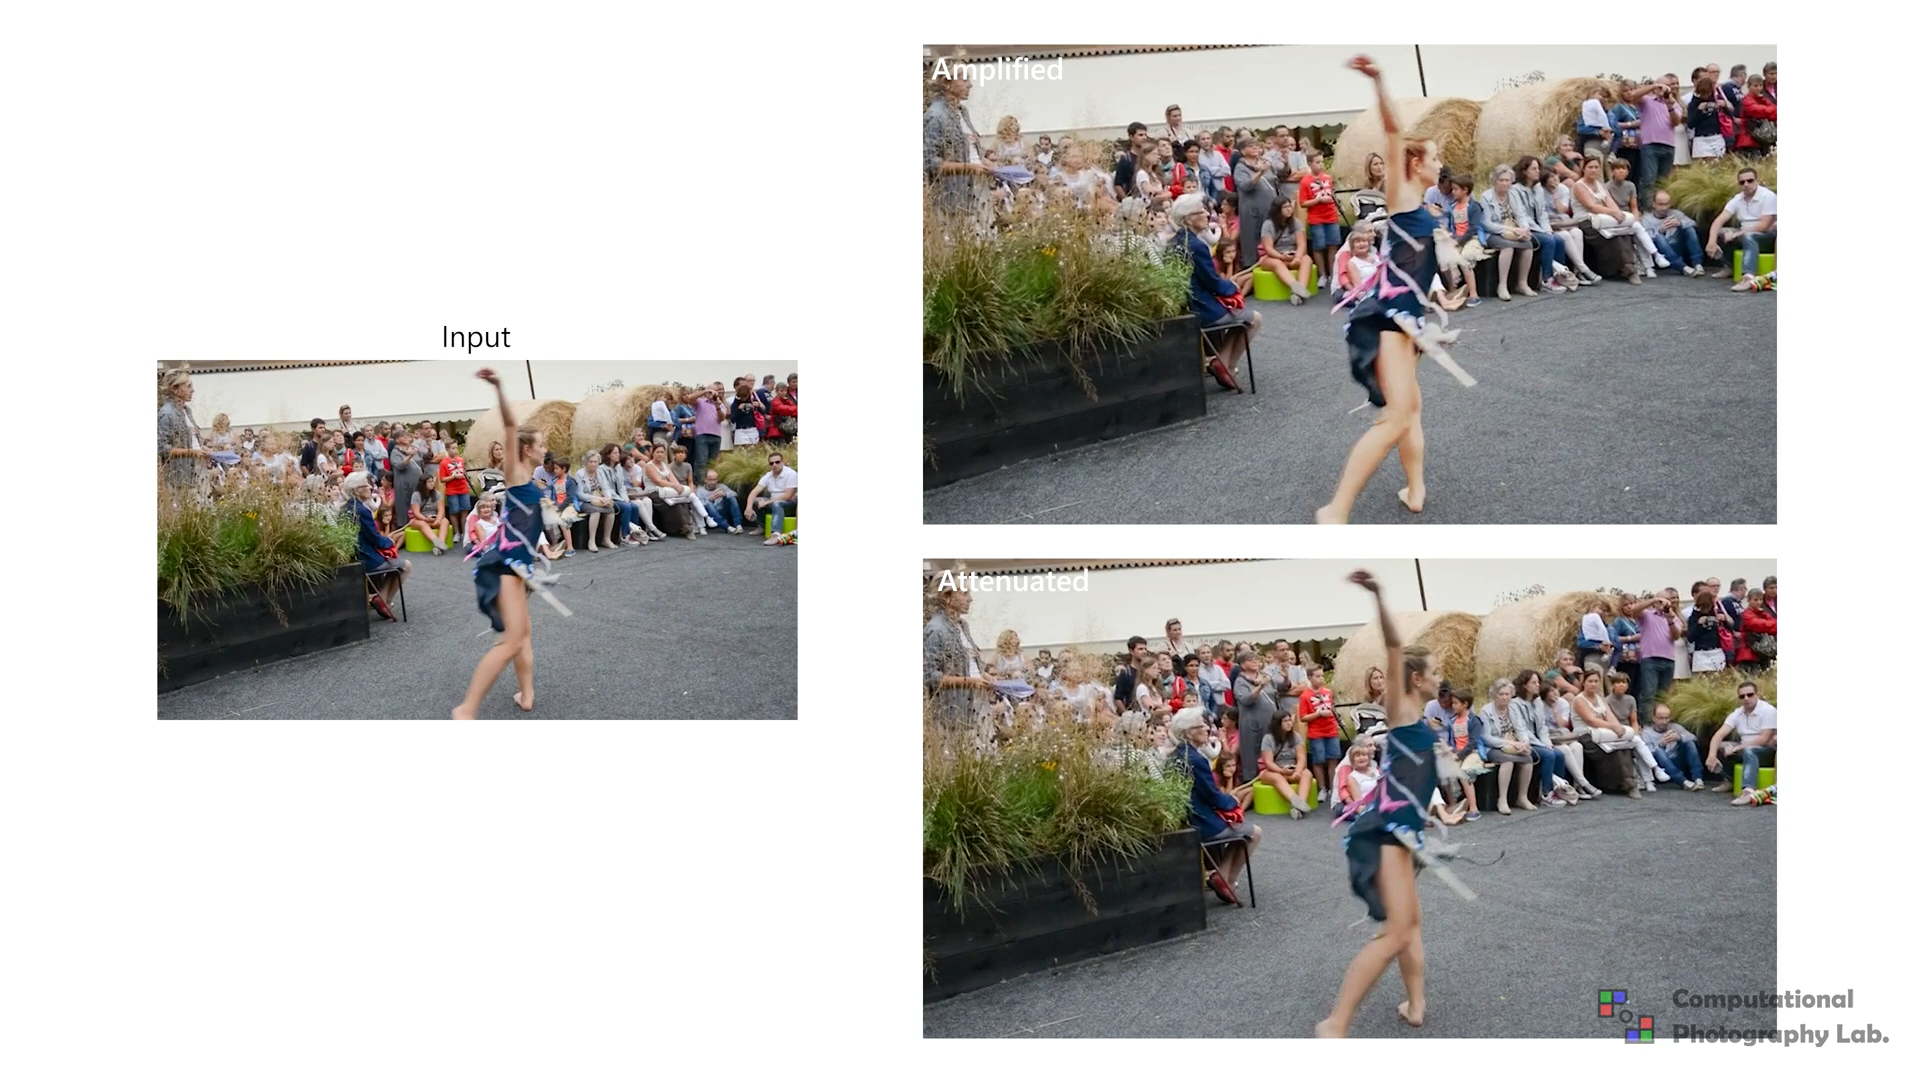 Input
Amplified
Attenuated
Computational
Photography Lab.